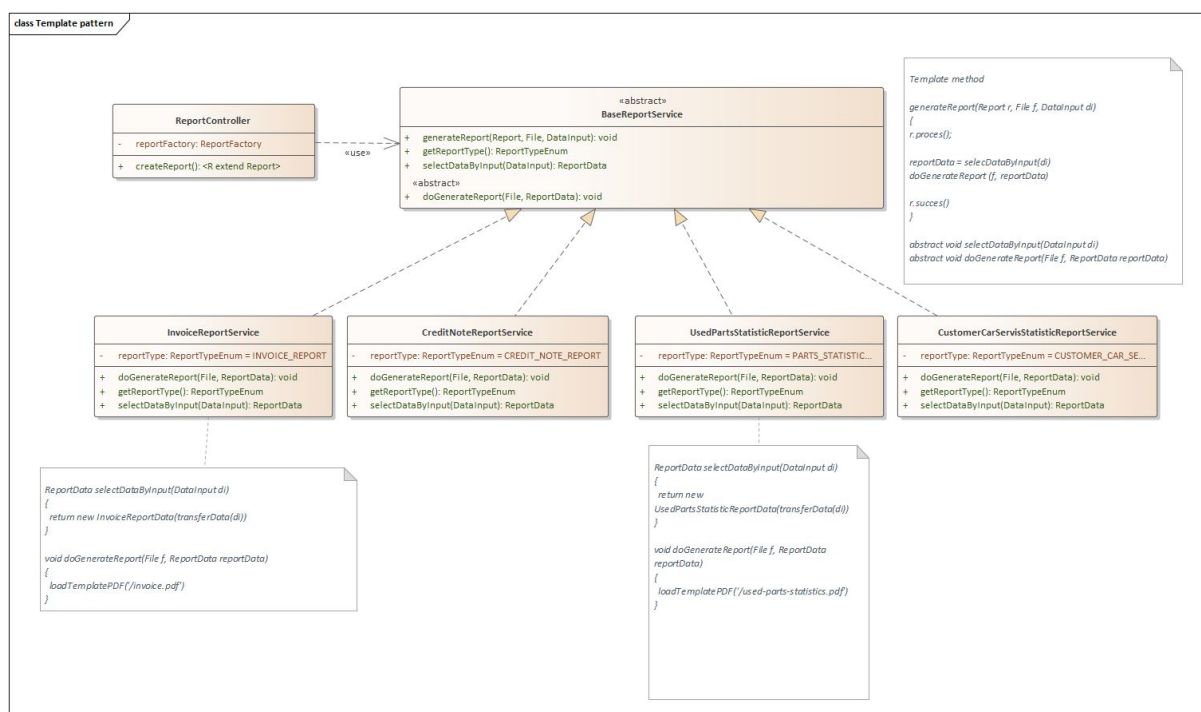 class Template pattern
ReportController
- reportFactory: ReportFactory
+ createReport(): <R extend Report>
«use»
«abstract»
BaseReportService
+ generateReport(Report, File, DataInput): void
+ getReportType(): ReportTypeEnum
+ selectDataByInput(DataInput): ReportData
«abstract»
+ doGenerateReport(File, ReportData): void
Template method
generateReport(Report r, File f, DataInput di)
{
r.proces();
reportData = selecDataByInput(di)
doGenerateReport (f, reportData)
r.succes()
}
abstract void selectDataByInput(DataInput di)
abstract void doGenerateReport(File f, ReportData reportData)
InvoiceReportService
- reportType: ReportTypeEnum = INVOICE_REPORT
+ doGenerateReport(File, ReportData): void
+ getReportType(): ReportTypeEnum
+ selectDataByInput(DataInput): ReportData
CreditNoteReportService
- reportType: ReportTypeEnum = CREDIT_NOTE_REPORT
+ doGenerateReport(File, ReportData): void
+ getReportType(): ReportTypeEnum
+ selectDataByInput(DataInput): ReportData
UsedPartsStatisticReportService
- reportType: ReportTypeEnum = PARTS_STATISTIC...
+ doGenerateReport(File, ReportData): void
+ getReportType(): ReportTypeEnum
+ selectDataByInput(DataInput): ReportData
CustomerCarServisStatisticReportService
- reportType: ReportTypeEnum = CUSTOMER_CAR_SE...
+ doGenerateReport(File, ReportData): void
+ getReportType(): ReportTypeEnum
+ selectDataByInput(DataInput): ReportData
ReportData selectDataByInput(DataInput di)
{
return new InvoiceReportData(transferData(di))
}
void doGenerateReport(File f, ReportData reportData)
{
loadTemplatePDF('/invoice.pdf')
}
ReportData selectDataByInput(DataInput di)
{
return new
UsedPartsStatisticReportData(transferData(di))
}
void doGenerateReport(File f, ReportData
reportData)
{
loadTemplatePDF('/used-parts-statistics.pdf')
}